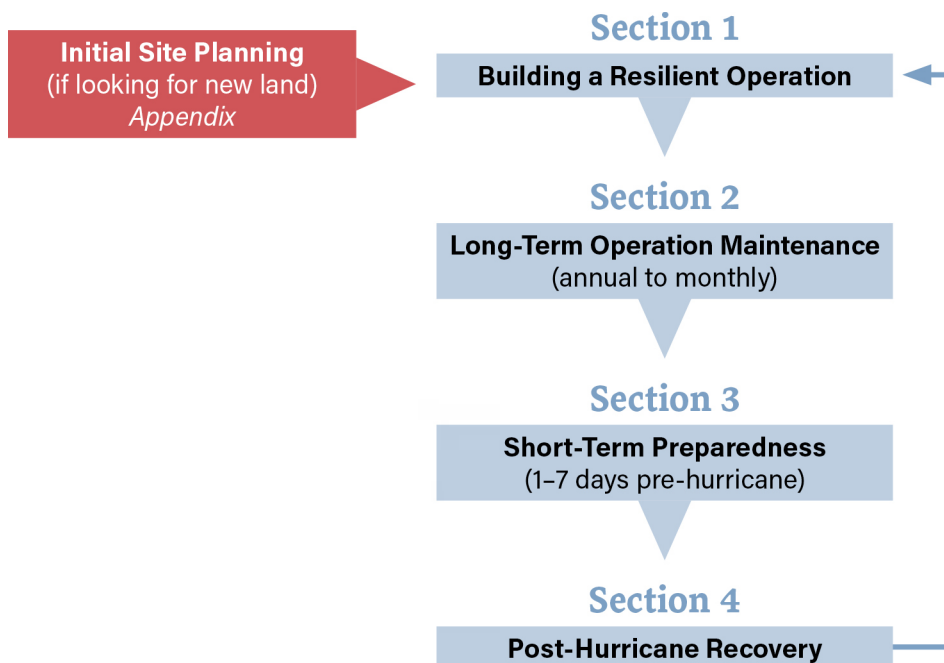 Initial Site Planning
(if looking for new land)
Appendix
Section 1
Building a Resilient Operation
Section 2
Long-Term Operation Maintenance
(annual to monthly)
Section 3
Short-Term Preparedness
(1–7 days pre-hurricane)
Section 4
Post-Hurricane Recovery